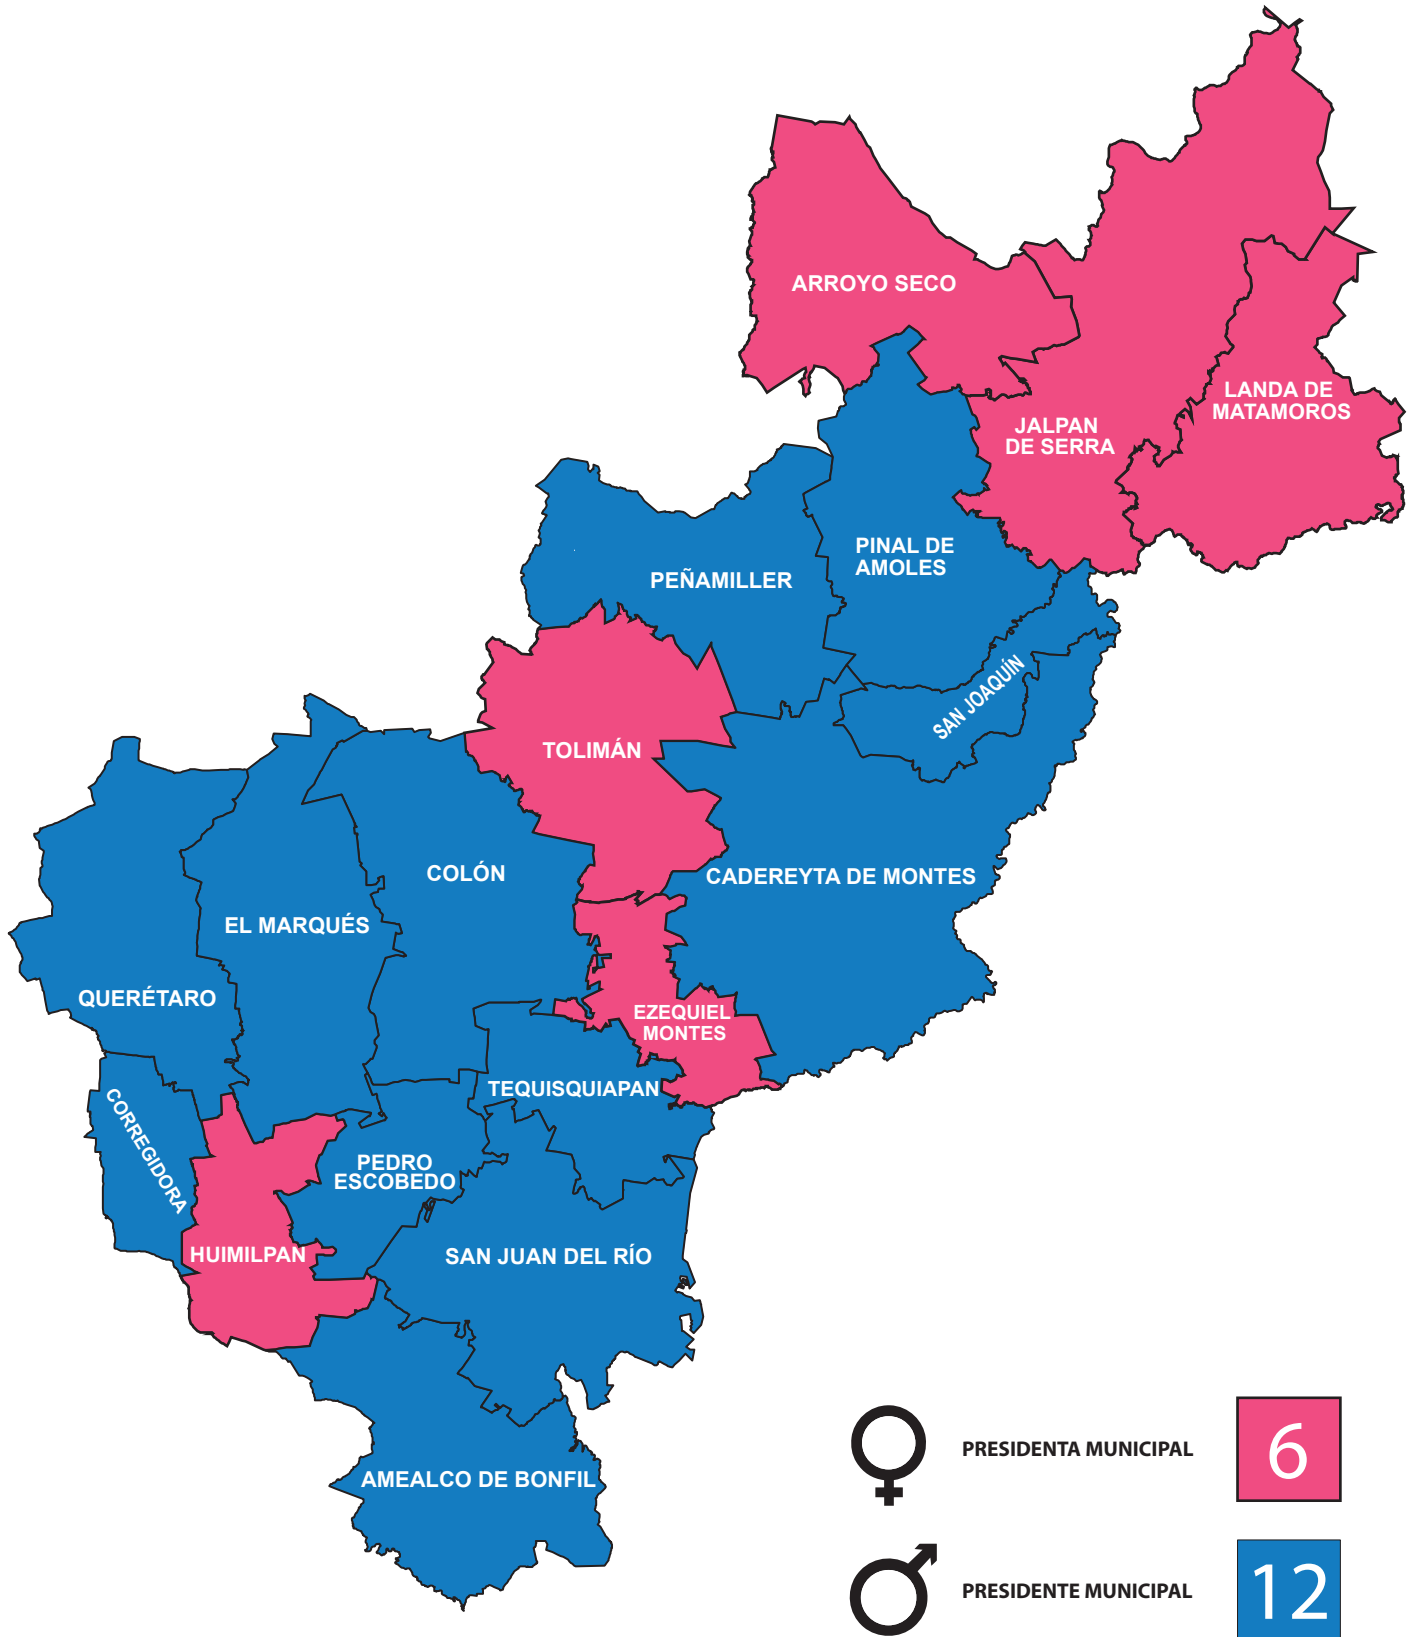 ARROYO SECO
LANDA DE
MATAMOROS
JALPAN
DE SERRA
PINAL DE
AMOLES
PEÑAMILLER
SAN JOAQUÍN
TOLIMÁN
COLÓN
CADEREYTA DE MONTES
EL MARQUÉS
QUERÉTARO
EZEQUIEL
MONTES
TEQUISQUIAPAN
CORREGIDORA
PEDRO
ESCOBEDO
HUIMILPAN
SAN JUAN DEL RÍO
AMEALCO DE BONFIL
PRESIDENTA MUNICIPAL
6
PRESIDENTE MUNICIPAL
12